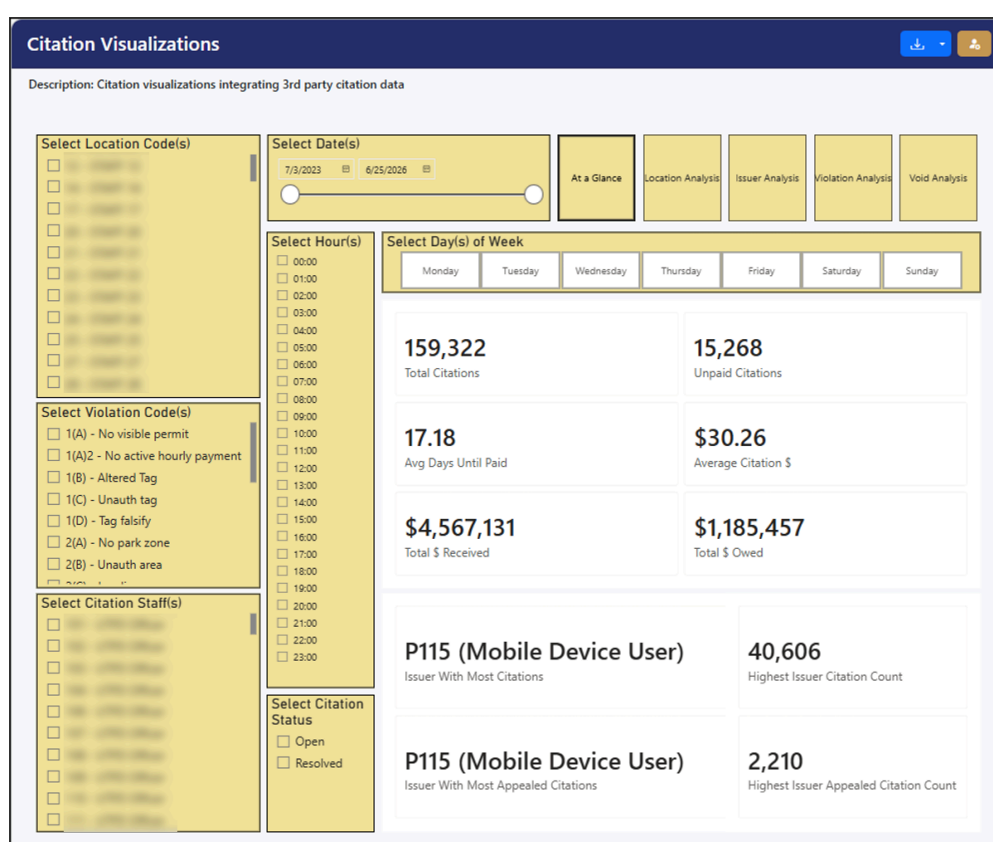 Citation Visualizations
Description: Citation visualizations integrating 3rd party citation data
Select Location Code(s)
Select Date(s)
7/3/2023
6/25/2026
At a Glance
Location Analysis
Issuer Analysis
Violation Analysis
Void Analysis
Select Hour(s)
00:00
01:00
02:00
03:00
04:00
05:00
06:00
07:00
08:00
09:00
10:00
11:00
12:00
13:00
14:00
15:00
16:00
17:00
18:00
19:00
20:00
21:00
22:00
23:00
Select Day(s) of Week
Monday
Tuesday
Wednesday
Thursday
Friday
Saturday
Sunday
159,322
Total Citations
15,268
Unpaid Citations
17.18
Avg Days Until Paid
$30.26
Average Citation $
$4,567,131
Total $ Received
$1,185,457
Total $ Owed
Select Violation Code(s)
1(A) - No visible permit
1(A)2 - No active hourly payment
1(B) - Altered Tag
1(C) - Unauth tag
1(D) - Tag falsify
2(A) - No park zone
2(B) - Unauth area
Select Citation Staff(s)
Select Citation
Status
Open
Resolved
P115 (Mobile Device User)
Issuer With Most Citations
40,606
Highest Issuer Citation Count
P115 (Mobile Device User)
Issuer With Most Appealed Citations
2,210
Highest Issuer Appealed Citation Count